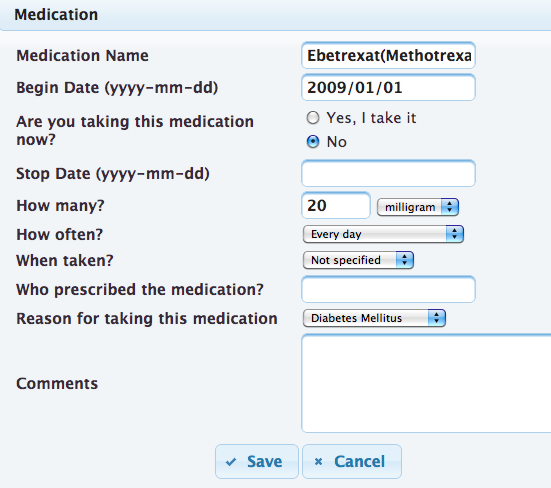 Medication
Medication Name Ebetrexat(Methotrexa
Begin Date (yyyy-mm-dd) 2009/01/01
Are you taking this medication now? Yes, I take it
No
Stop Date (yyyy-mm-dd)
How many? 20 milligram
How often? Every day
When taken? Not specified
Who prescribed the medication?
Reason for taking this medication Diabetes Mellitus
Comments
Save Cancel